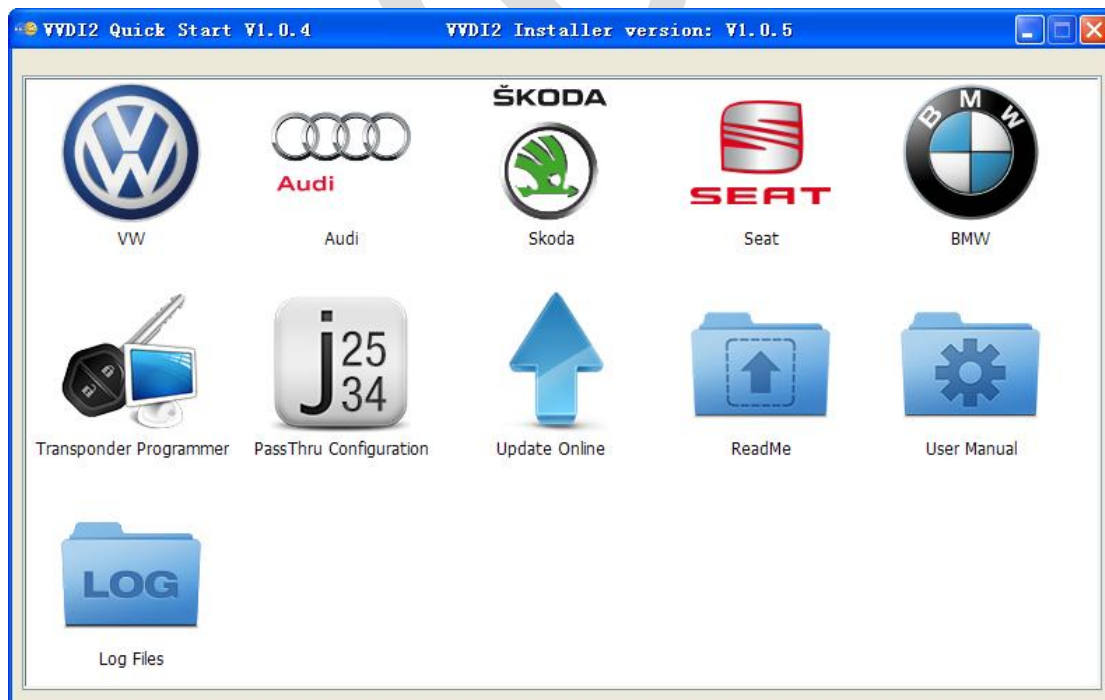 VVDI2 Quick Start V1.0.4 VVDI2 Installer version: V1.0.5
ŠKODA
Audi
SEAT
BMW
VW Audi Skoda Seat BMW
j 25 34
Transponder Programmer PassThru Configuration Update Online ReadMe User Manual
LOG
Log Files